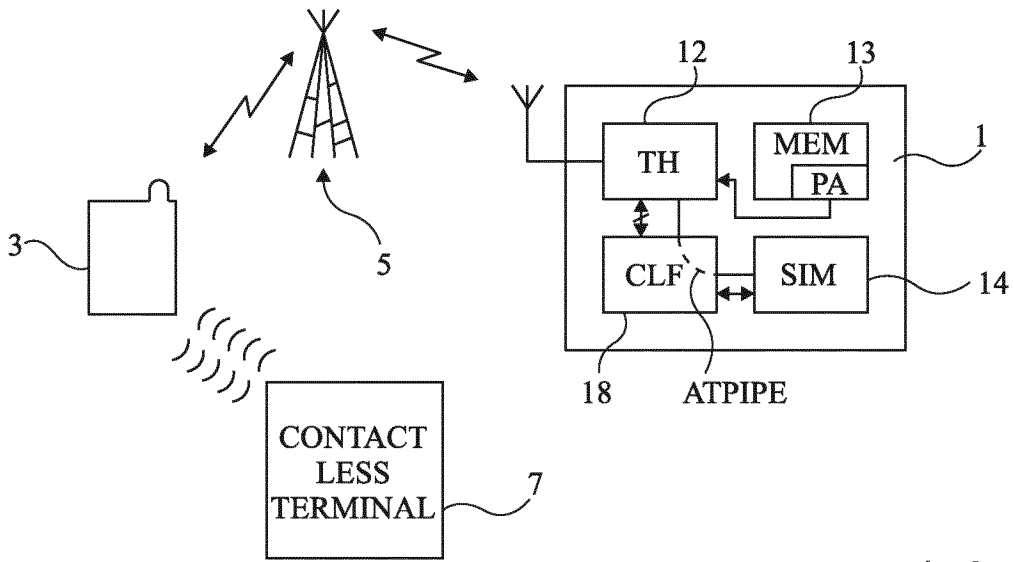 12
13
TH
MEM
PA
1
3
5
CLF
SIM
14
18
ATPIPE
CONTACT
LESS
TERMINAL
7